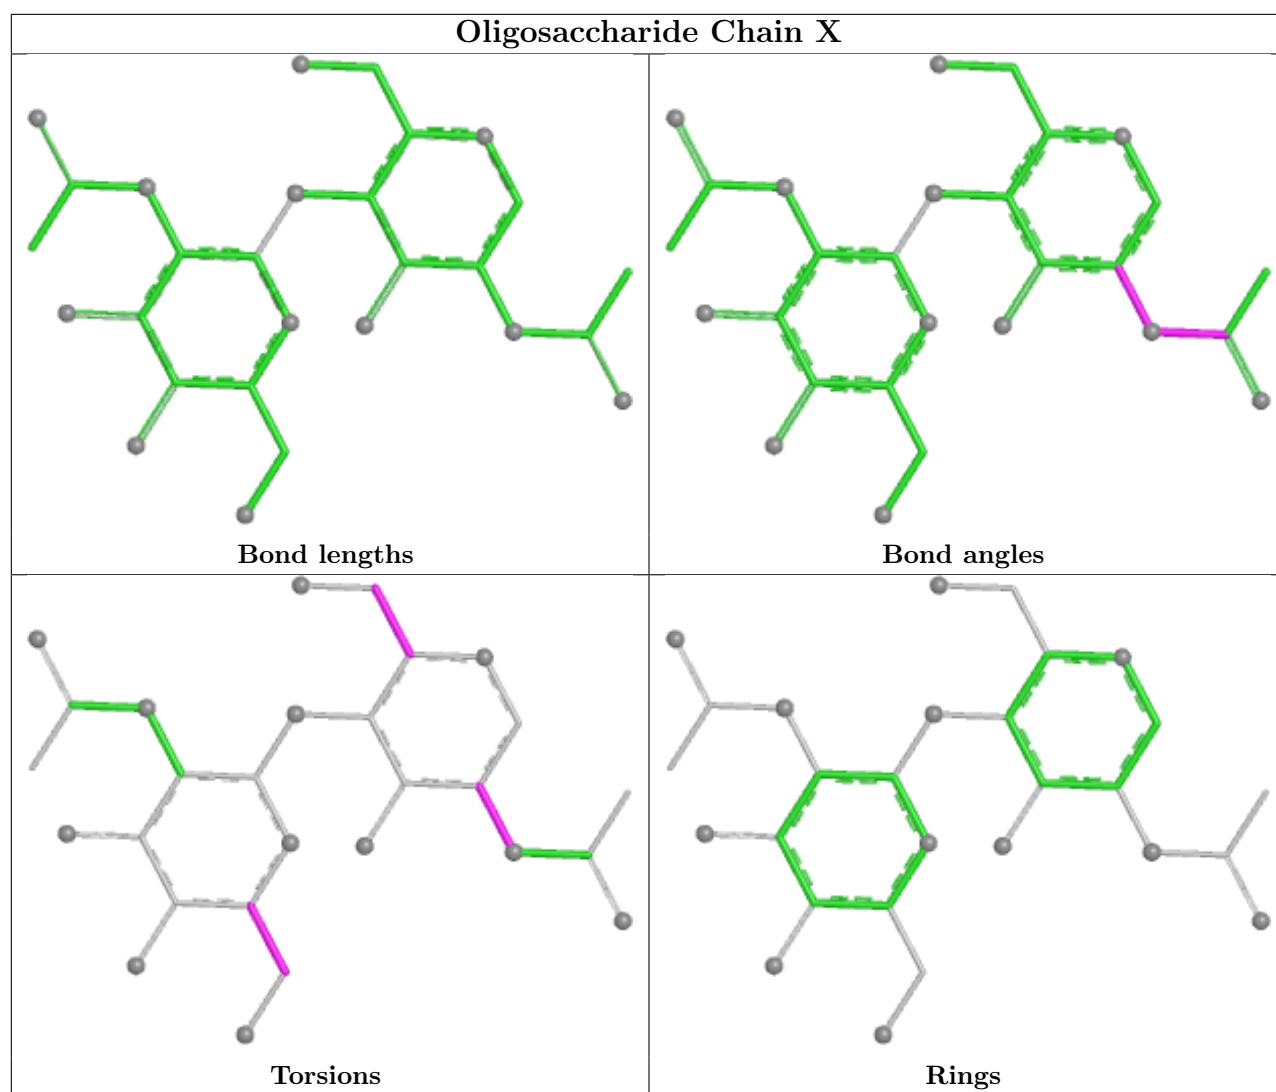 Oligosaccharide Chain X
Bond lengths
Bond angles
Torsions
Rings